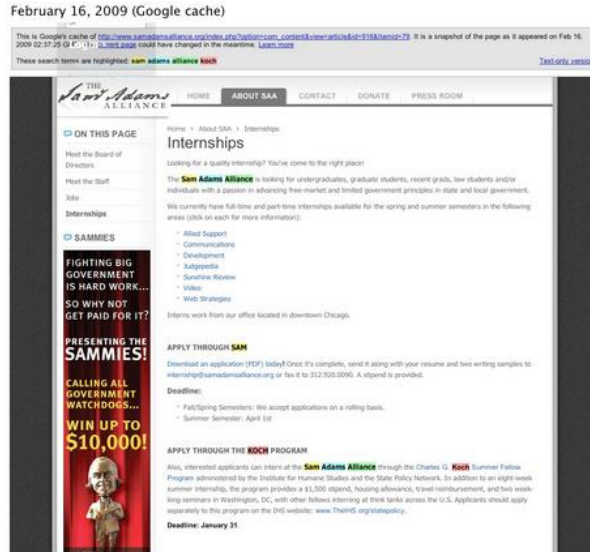 February 16, 2009 (Google cache)
This is Google's cache of http://www.samadamsalliance.org/index.php?option=com_content&view=article&id=918&Itemid=79. It is a snapshot of the page as it appeared on Feb 16,
2009 02:37:25 page could have changed in the meantime. Learn more
These search terms are highlighted: sam adams alliance koch
Text-only versio
THE
Sam Adams
ALLIANCE
HOME ABOUT SAA CONTACT DONATE PRESS ROOM
ON THIS PAGE
Meet the Board of
Directors
Meet the Staff
Jobs
Internships
SAMMIES
FIGHTING BIG
GOVERNMENT
IS HARD WORK...
SO WHY NOT
GET PAID FOR IT?
PRESENTING THE
SAMMIES!
CALLING ALL
GOVERNMENT
WATCHDOGS...
WIN UP TO
$10,000!
Home > About SAA > Internships
Internships
Looking for a quality internship? You've come to the right place!
The Sam Adams Alliance is looking for undergraduates, graduate students, recent grads, law students and/or
individuals with a passion in advancing free-market and limited government principles in state and local government.
We currently have full-time and part-time internships available for the spring and summer semesters in the following
areas (click on each for more information):
Allied Support
Communications
Development
Judgepedia
Sunshine Review
Video
Web Strategies
Interns work from our office located in downtown Chicago.
APPLY THROUGH SAM
Download an application (PDF) today! Once it's complete, send it along with your resume and two writing samples to
internship@samadamsalliance.org or fax it to 312.920.0090. A stipend is provided.
Deadline:
Fall/Spring Semesters: We accept applications on a rolling basis.
Summer Semester: April 1st
APPLY THROUGH THE KOCH PROGRAM
Also, interested applicants can intern at the Sam Adams Alliance through the Charles G. Koch Summer Fellow
Program administered by the Institute for Humane Studies and the State Policy Network. In addition to an eight-week
summer internship, the program provides a $1,500 stipend, housing allowance, travel reimbursement, and two week-
long seminars in Washington, DC, with other fellows interning at think tanks across the U.S. Applicants should apply
separately to this program on the IHS website: www.TheIHS.org/statepolicy.
Deadline: January 31.